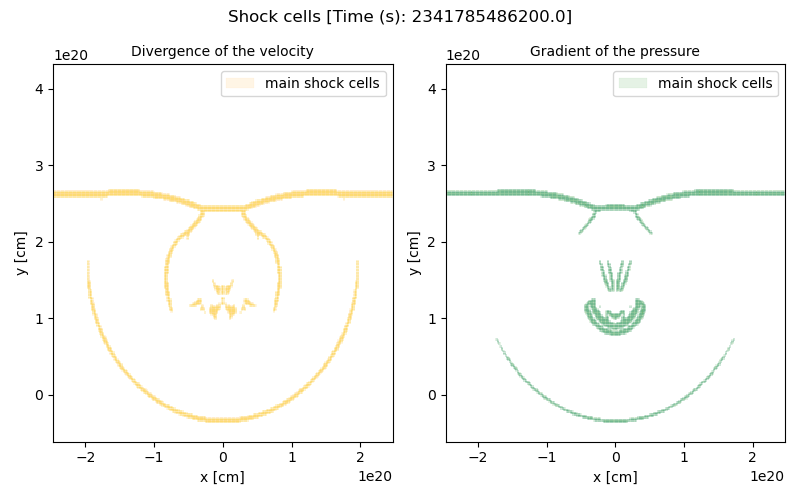 Shock cells [Time (s): 2341785486200.0]
Divergence of the velocity
1e20
main shock cells
4
3
2
1
0
y [cm]
−2
−1
0
1
2
x [cm]
1e20
Gradient of the pressure
1e20
main shock cells
4
3
2
1
0
y [cm]
−2
−1
0
1
2
x [cm]
1e20